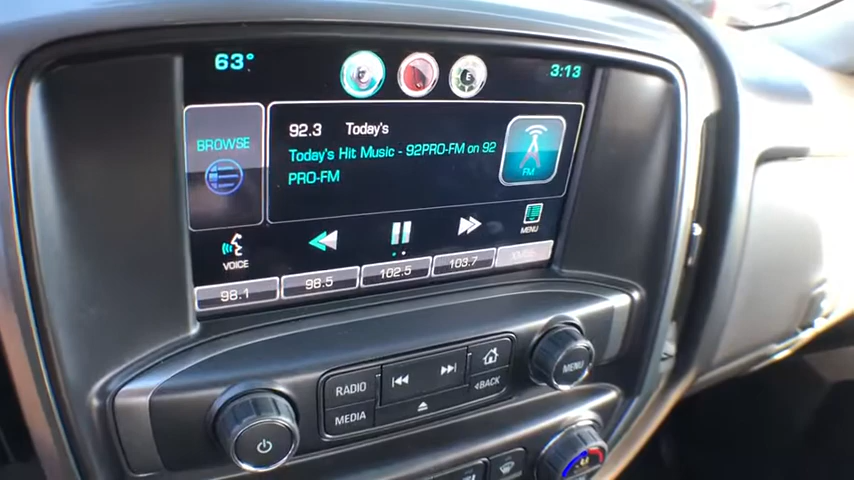 63° E 3:13
BROWSE
92.3 Today's
Today's Hit Music - 92PRO-FM on 92
PRO-FM
FM
VOICE
MENU
98.1 98.5 102.5 103.7
RADIO
MEDIA
BACK
MENU